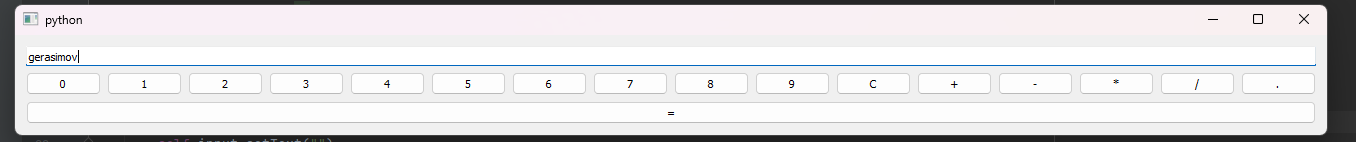 python
gerasimov
0 1 2 3 4 5 6 7 8 9 C + - * / .
=